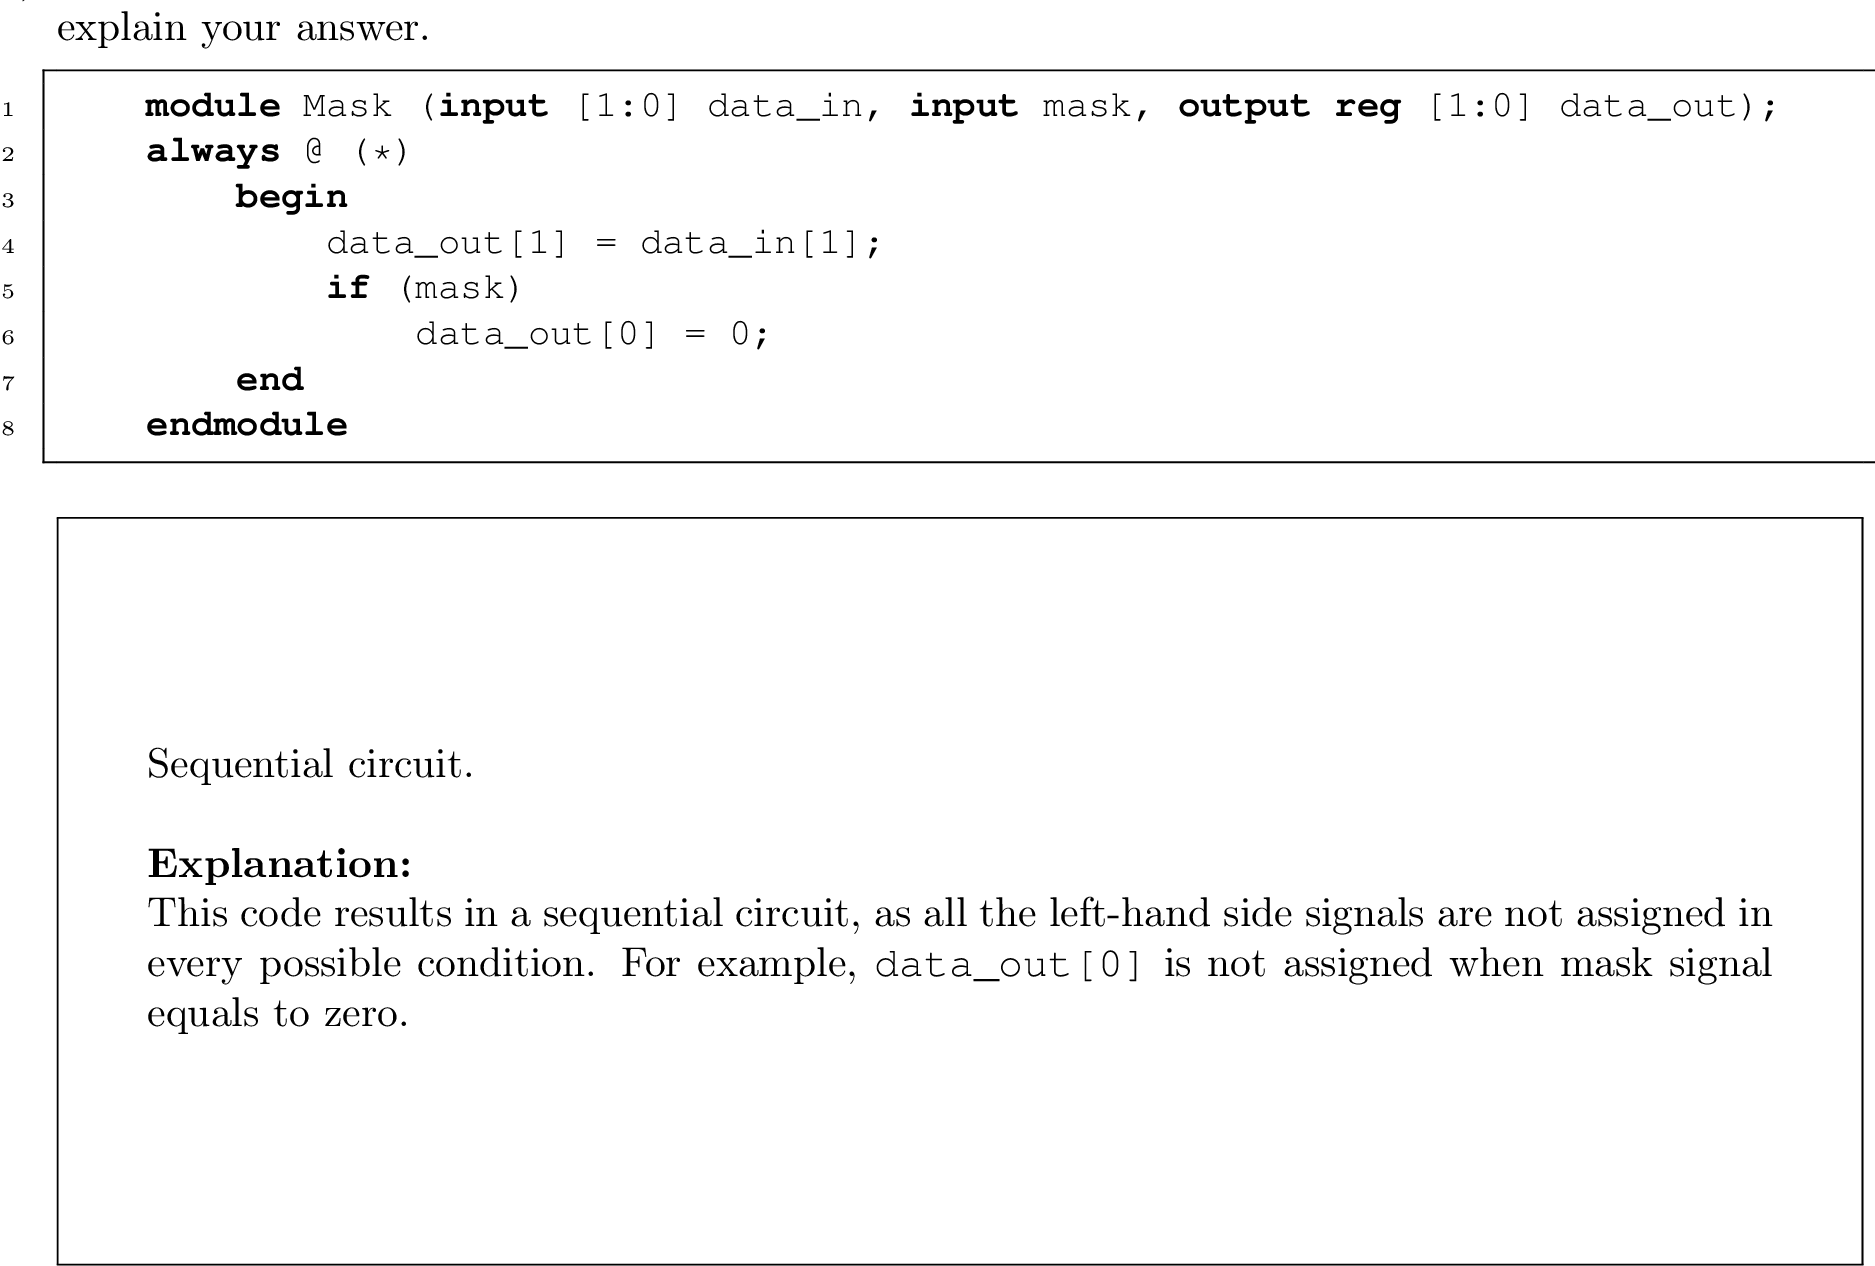 explain your answer.
1 module Mask (input [1:0] data_in, input mask, output reg [1:0] data_out);
2 always @ (*)
3 begin
4 data_out[1] = data_in[1];
5 if (mask)
6 data_out[0] = 0;
7 end
8 endmodule
Sequential circuit.
Explanation:
This code results in a sequential circuit, as all the left-hand side signals are not assigned in
every possible condition. For example, data_out[0] is not assigned when mask signal
equals to zero.